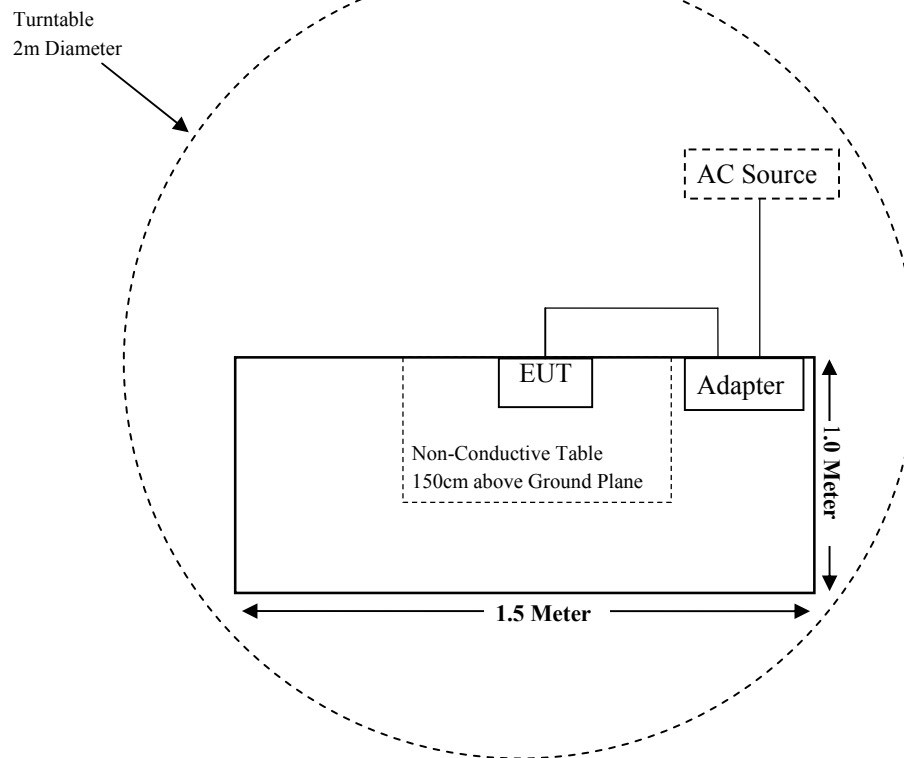 Turntable
2m Diameter
AC Source
EUT
Adapter
Non-Conductive Table
150cm above Ground Plane
1.0 Meter
1.5 Meter